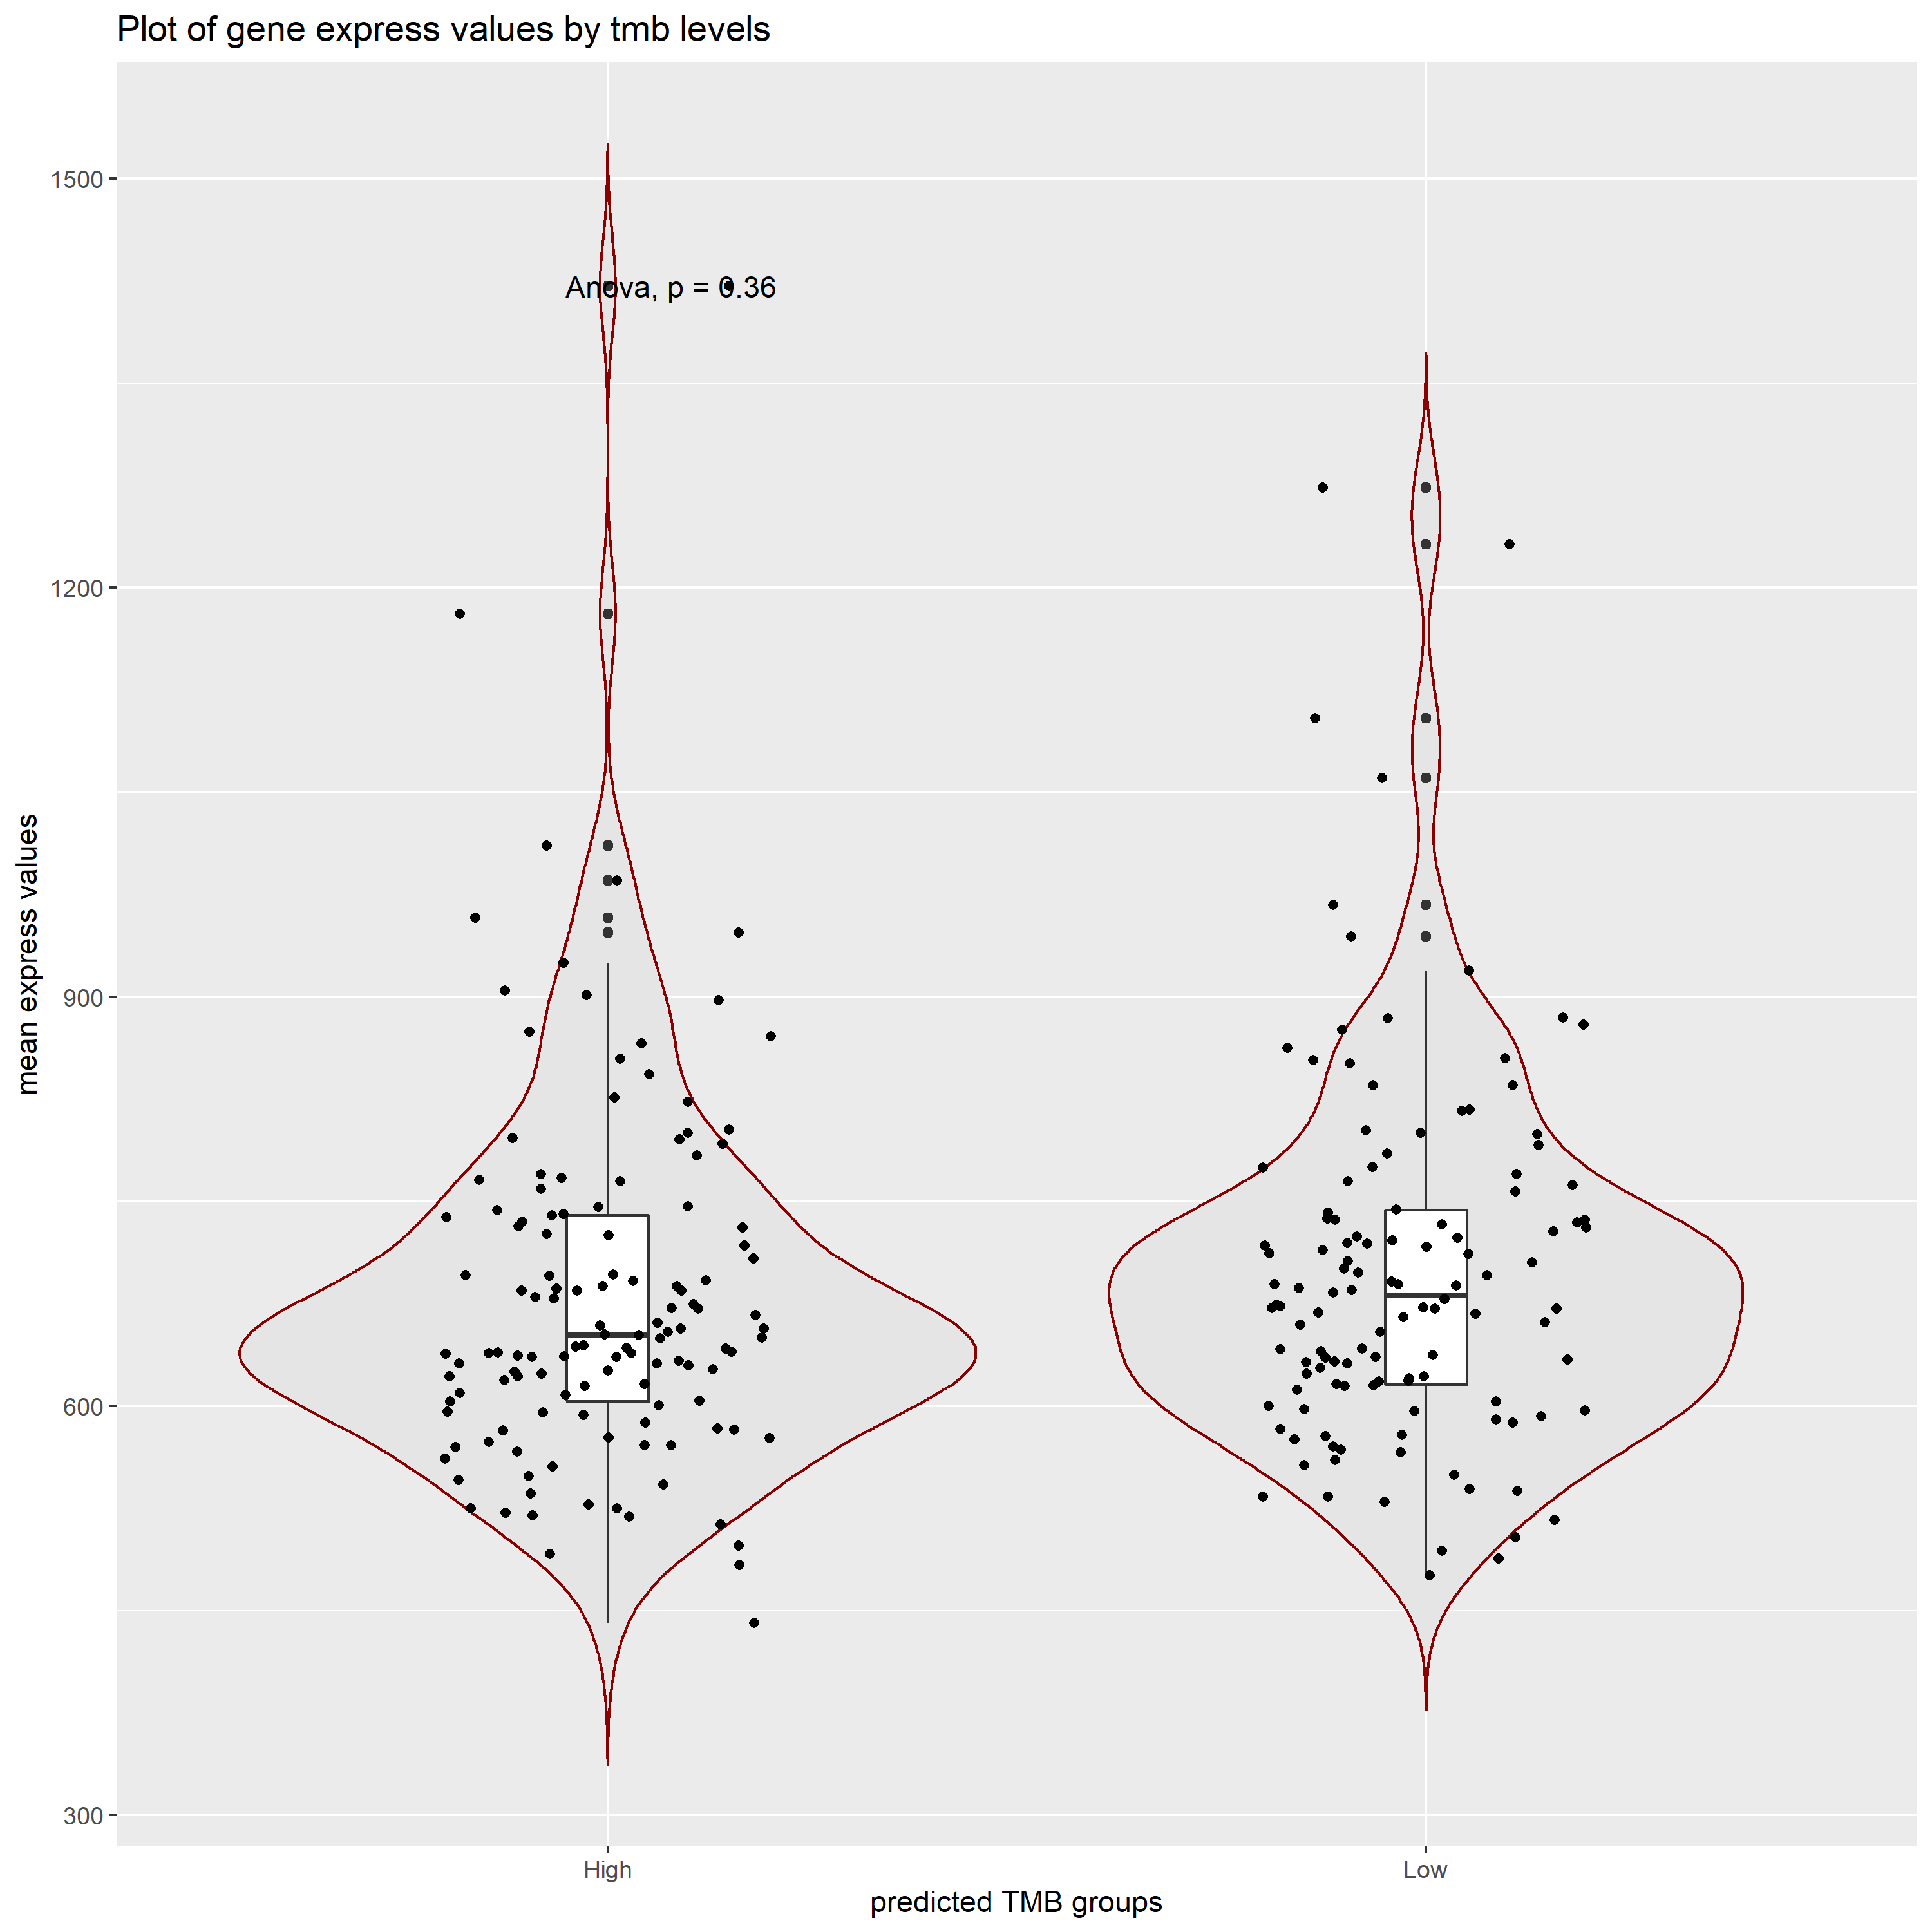 Plot of gene express values by tmb levels
1500
Anova, p = 0.36
1200
900
600
300
mean express values
High
Low
predicted TMB groups